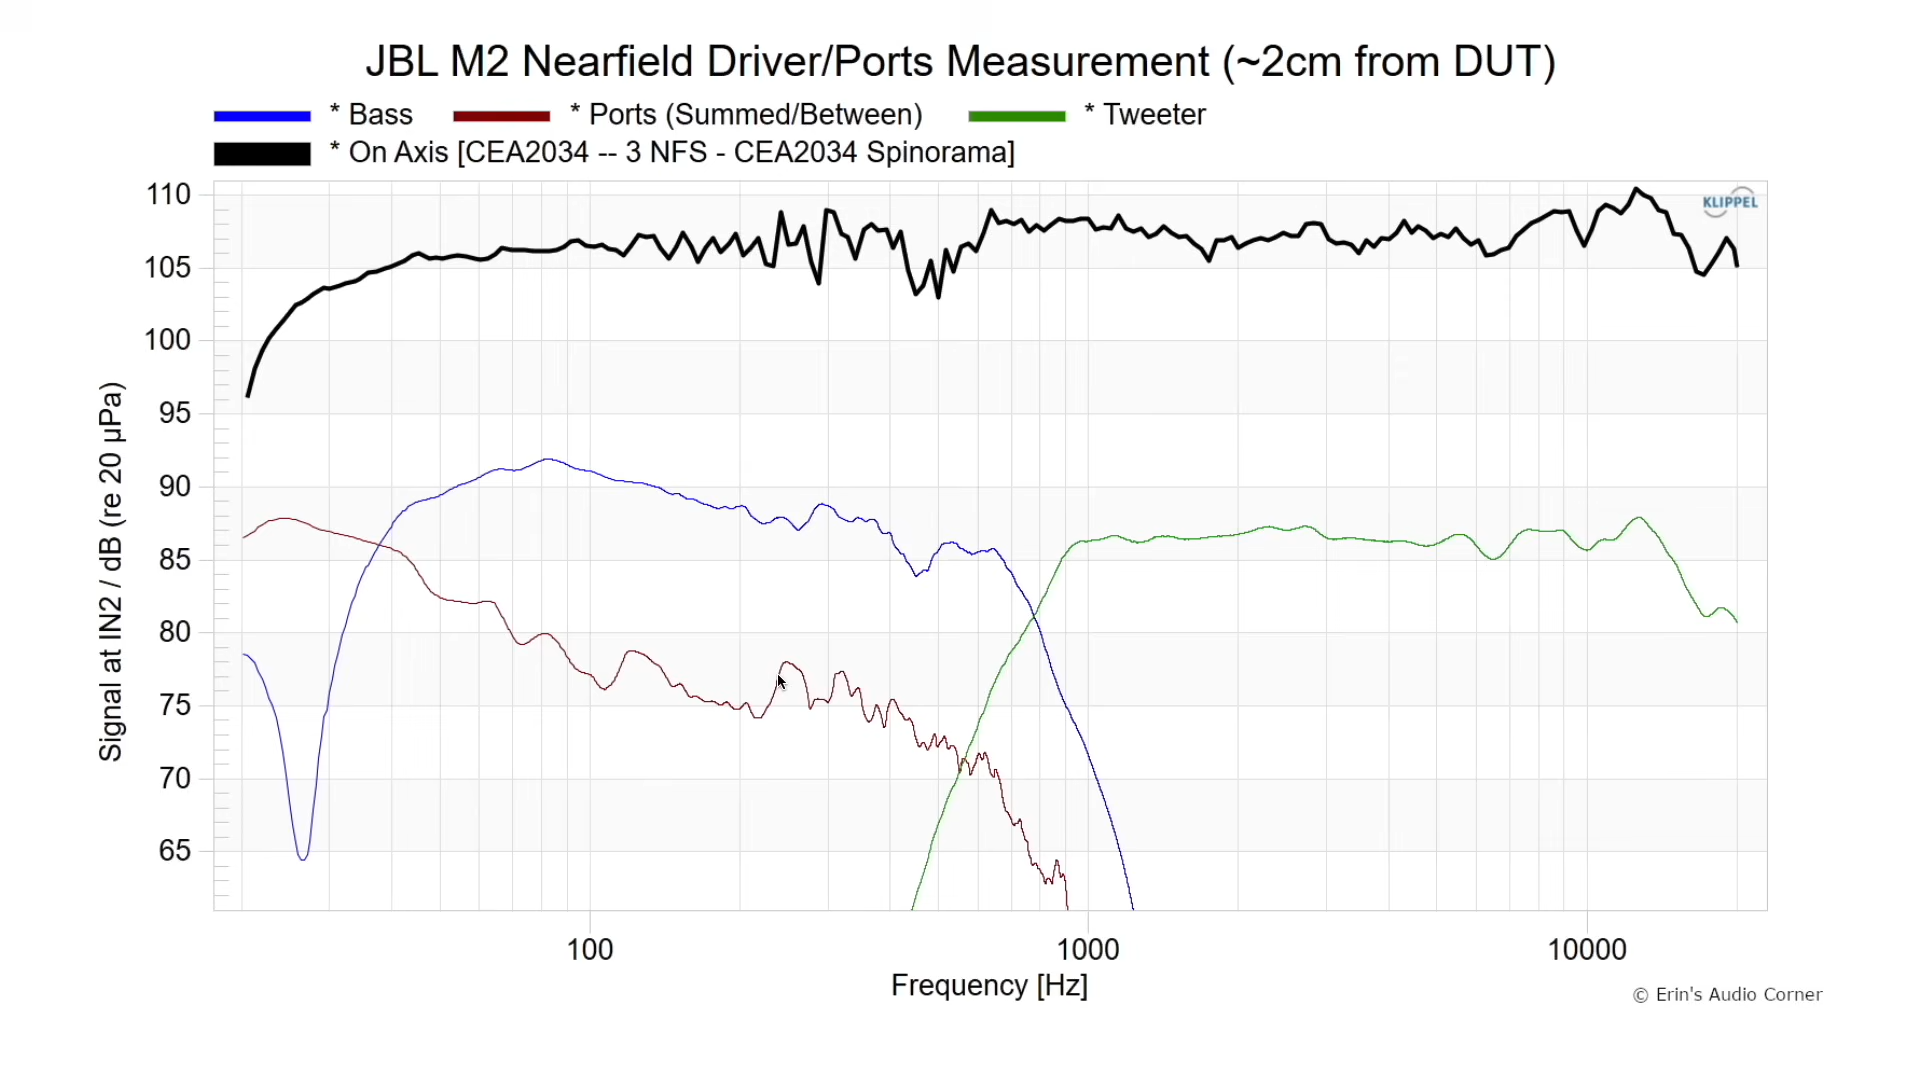 JBL M2 Nearfield Driver/Ports Measurement (~2cm from DUT)
* Bass * Ports (Summed/Between) * Tweeter
* On Axis [CEA2034 -- 3 NFS - CEA2034 Spinorama]
KLIPPEL
110
105
100
95
90
85
80
75
70
65
Signal at IN2 / dB (re 20 µPa)
100 1000 10000
Frequency [Hz]
© Erin's Audio Corner